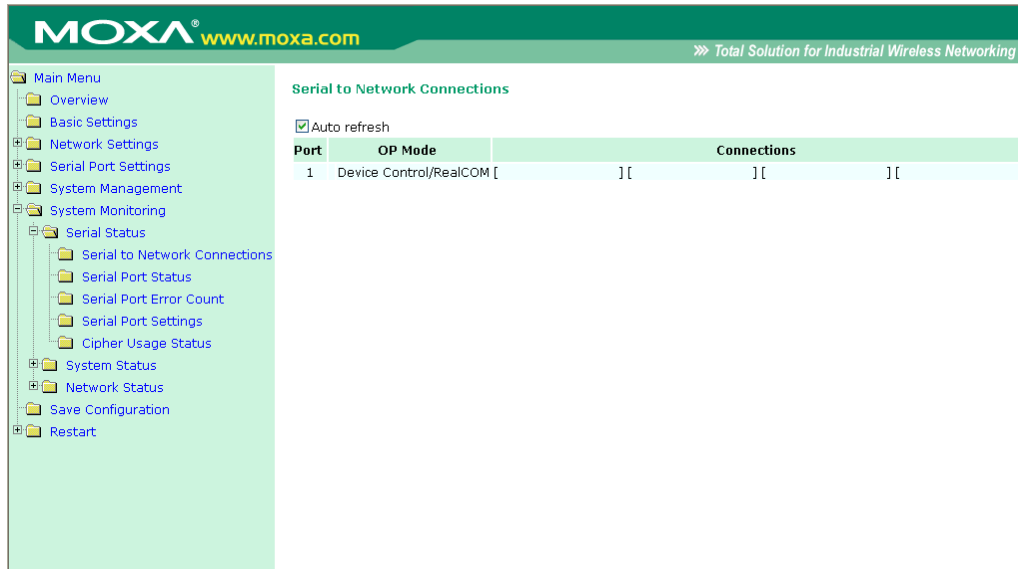 MOXA® www.moxa.com
>>> Total Solution for Industrial Wireless Networking
Main Menu
Overview
Basic Settings
Network Settings
Serial Port Settings
System Management
System Monitoring
Serial Status
Serial to Network Connections
Serial Port Status
Serial Port Error Count
Serial Port Settings
Cipher Usage Status
System Status
Network Status
Save Configuration
Restart
Serial to Network Connections
Auto refresh
Port OP Mode Connections
1 Device Control/RealCOM [ ] [ ] [ ] [